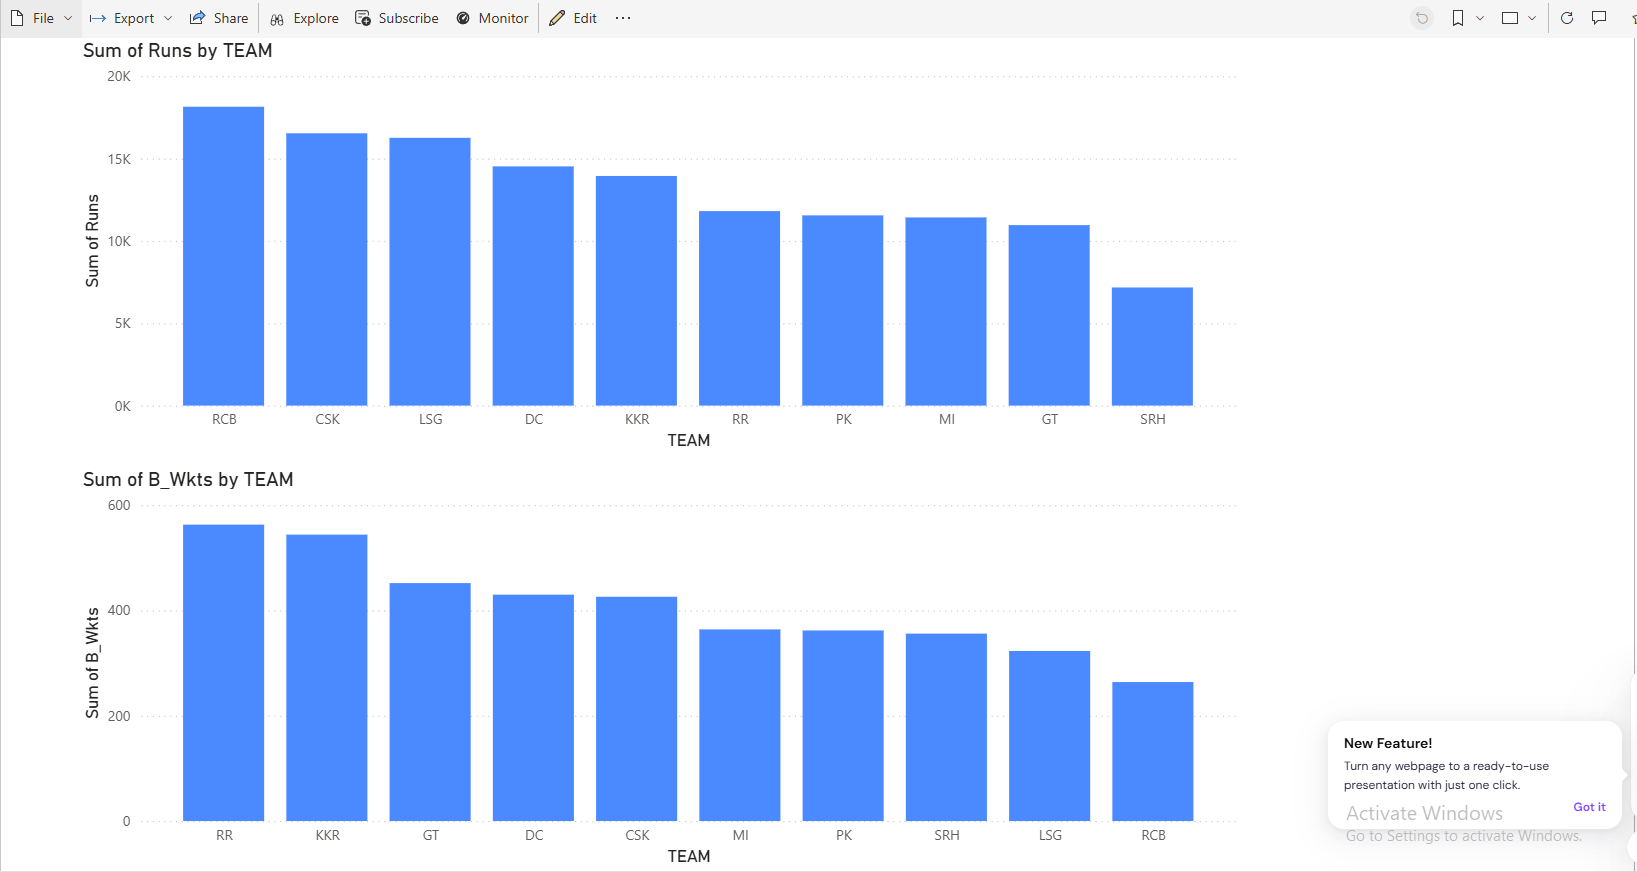 File Export Share Explore Subscribe Monitor Edit ...
Sum of Runs by TEAM
20K
15K
10K
5K
0K
Sum of Runs
RCB CSK LSG DC KKR RR PK MI GT SRH
TEAM
Sum of B_Wkts by TEAM
600
400
200
0
Sum of B_Wkts
RR KKR GT DC CSK MI PK SRH LSG RCB
TEAM
New Feature!
Turn any webpage to a ready-to-use
presentation with just one click.
Got it
Activate Windows
Go to Settings to activate Windows.